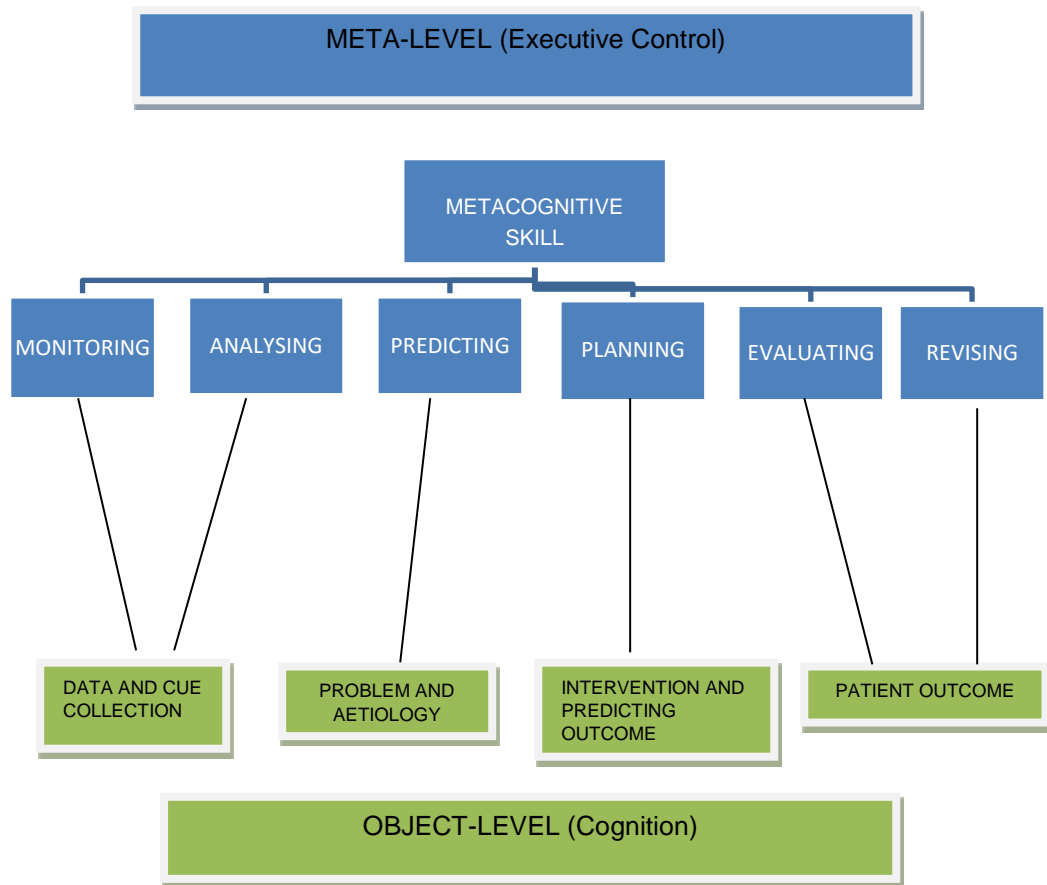 META-LEVEL (Executive Control)
METACOGNITIVE
SKILL
MONITORING
ANALYSING
PREDICTING
PLANNING
EVALUATING
REVISING
DATA AND CUE
COLLECTION
PROBLEM AND
AETIOLOGY
INTERVENTION AND
PREDICTING
OUTCOME
PATIENT OUTCOME
OBJECT-LEVEL (Cognition)